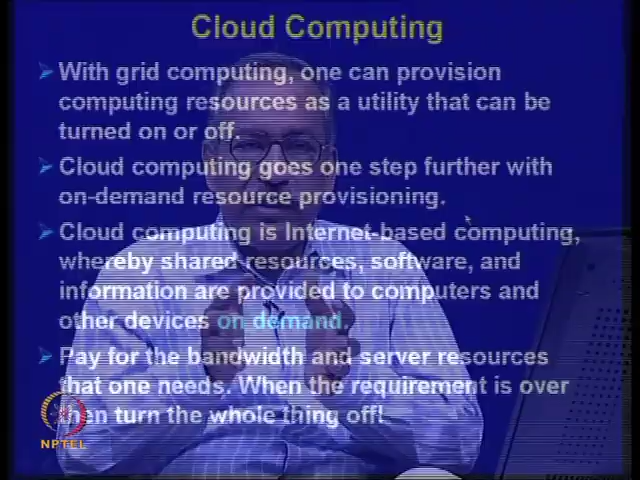 Cloud Computing
With grid computing, one can provision
computing resources as a utility that can be
turned on or off.
Cloud computing goes one step further with
on-demand resource provisioning.
Cloud computing is Internet-based computing,
whereby shared resources, software, and
information are provided to computers and
other devices on demand.
Pay for the bandwidth and server resources
that one needs. When the requirement is over
then turn the whole thing off!
NPTEL